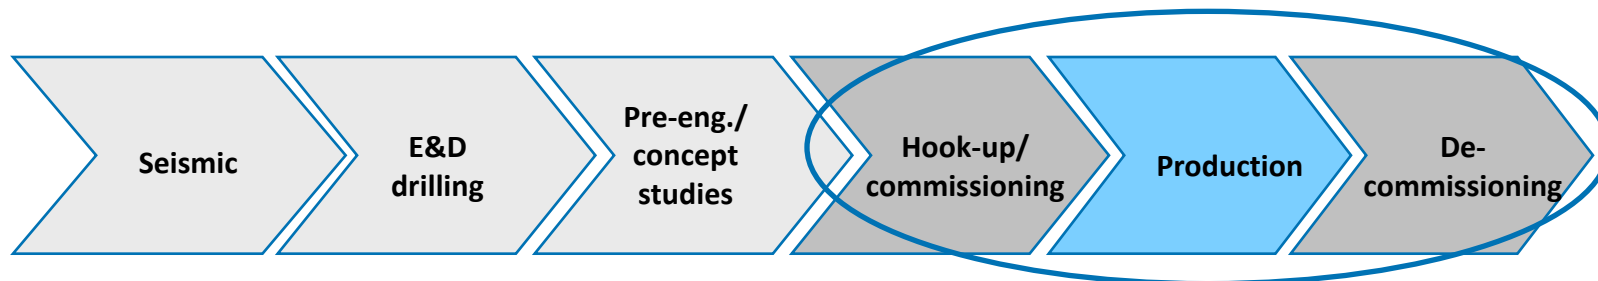 Seismic
E&D
drilling
Pre-eng./
concept
studies
Hook-up/
commissioning
Production
De-
commissioning